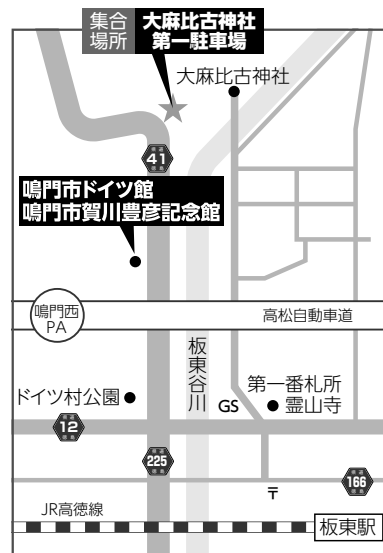 集合
場所
大麻比古神社
第一駐車場
大麻比古神社
41
鳴門市ドイツ館
鳴門市賀川豊彦記念館
鳴門西
PA
高松自動車道
板東谷川
第一番札所
霊山寺
ドイツ村公園
GS
12
225
166
〒
JR高徳線
板東駅